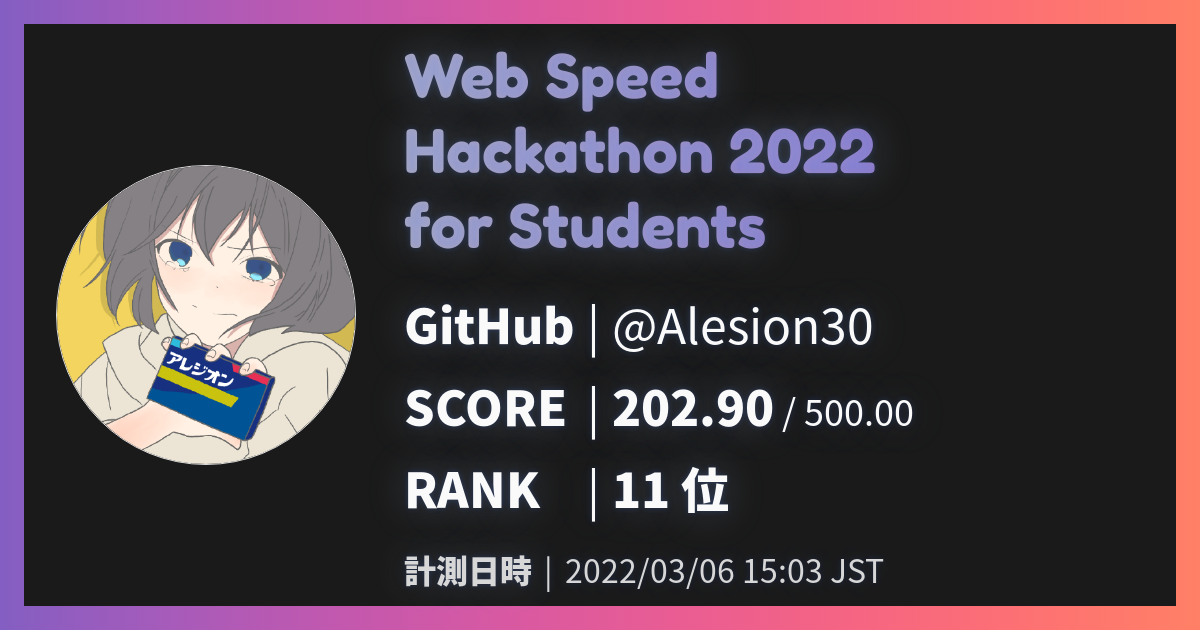 Web Speed
Hackathon 2022
for Students
GitHub | @Alesion30
SCORE | 202.90 / 500.00
RANK | 11 位
計測日時 | 2022/03/06 15:03 JST
アレジオン